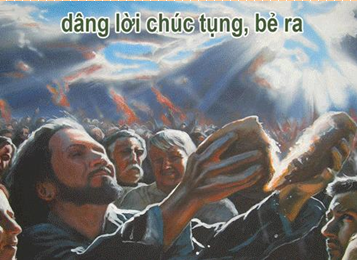 dâng lời chúc tụng, bẻ ra